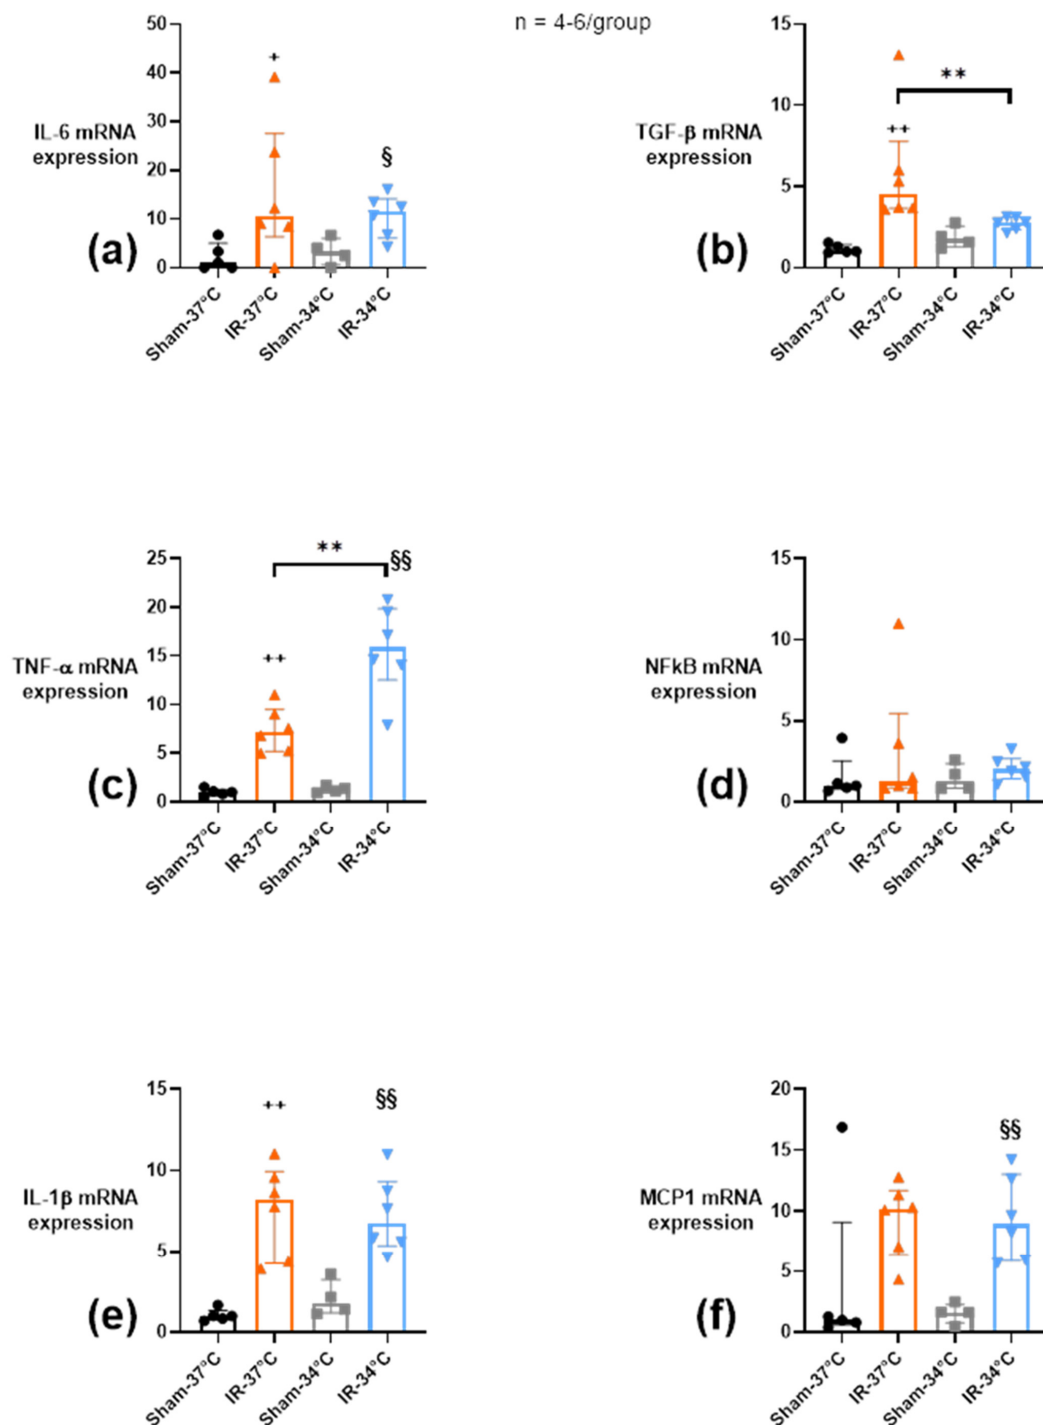 n = 4-6/group
50
40
30
20
10
0
IL-6 mRNA
expression
+
§
(a)
Sham-37°C
IR-37°C
Sham-34°C
IR-34°C
15
10
5
0
TGF-β mRNA
expression
**
++
(b)
Sham-37°C
IR-37°C
Sham-34°C
IR-34°C
25
20
15
10
5
0
TNF-α mRNA
expression
**
§§
++
(c)
Sham-37°C
IR-37°C
Sham-34°C
IR-34°C
15
10
5
0
NFkB mRNA
expression
(d)
Sham-37°C
IR-37°C
Sham-34°C
IR-34°C
15
10
5
0
IL-1β mRNA
expression
++
§§
(e)
Sham-37°C
IR-37°C
Sham-34°C
IR-34°C
20
15
10
5
0
MCP1 mRNA
expression
§§
(f)
Sham-37°C
IR-37°C
Sham-34°C
IR-34°C